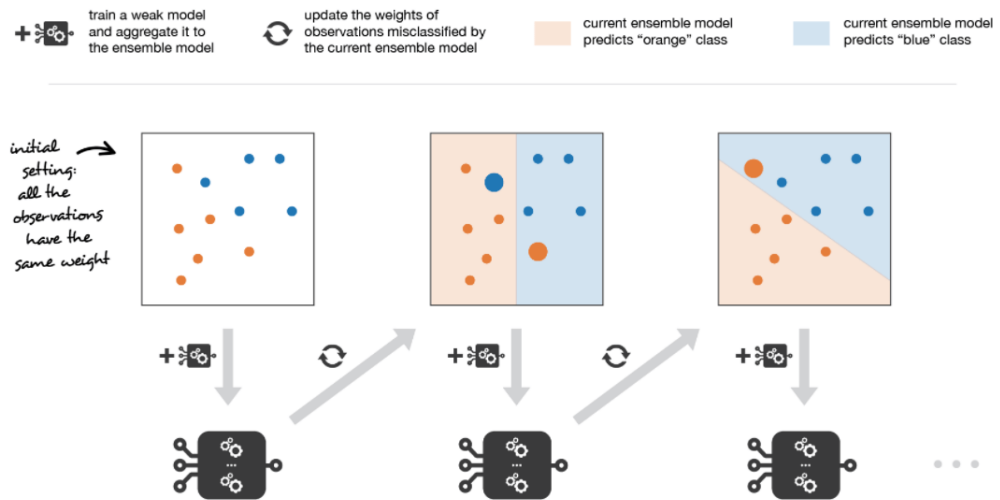 train a weak model
and aggregate it to
the ensemble model
update the weights of
observations misclassified by
the current ensemble model
current ensemble model
predicts “orange” class
current ensemble model
predicts “blue” class
initial
setting:
all the
observations
have the
same weight